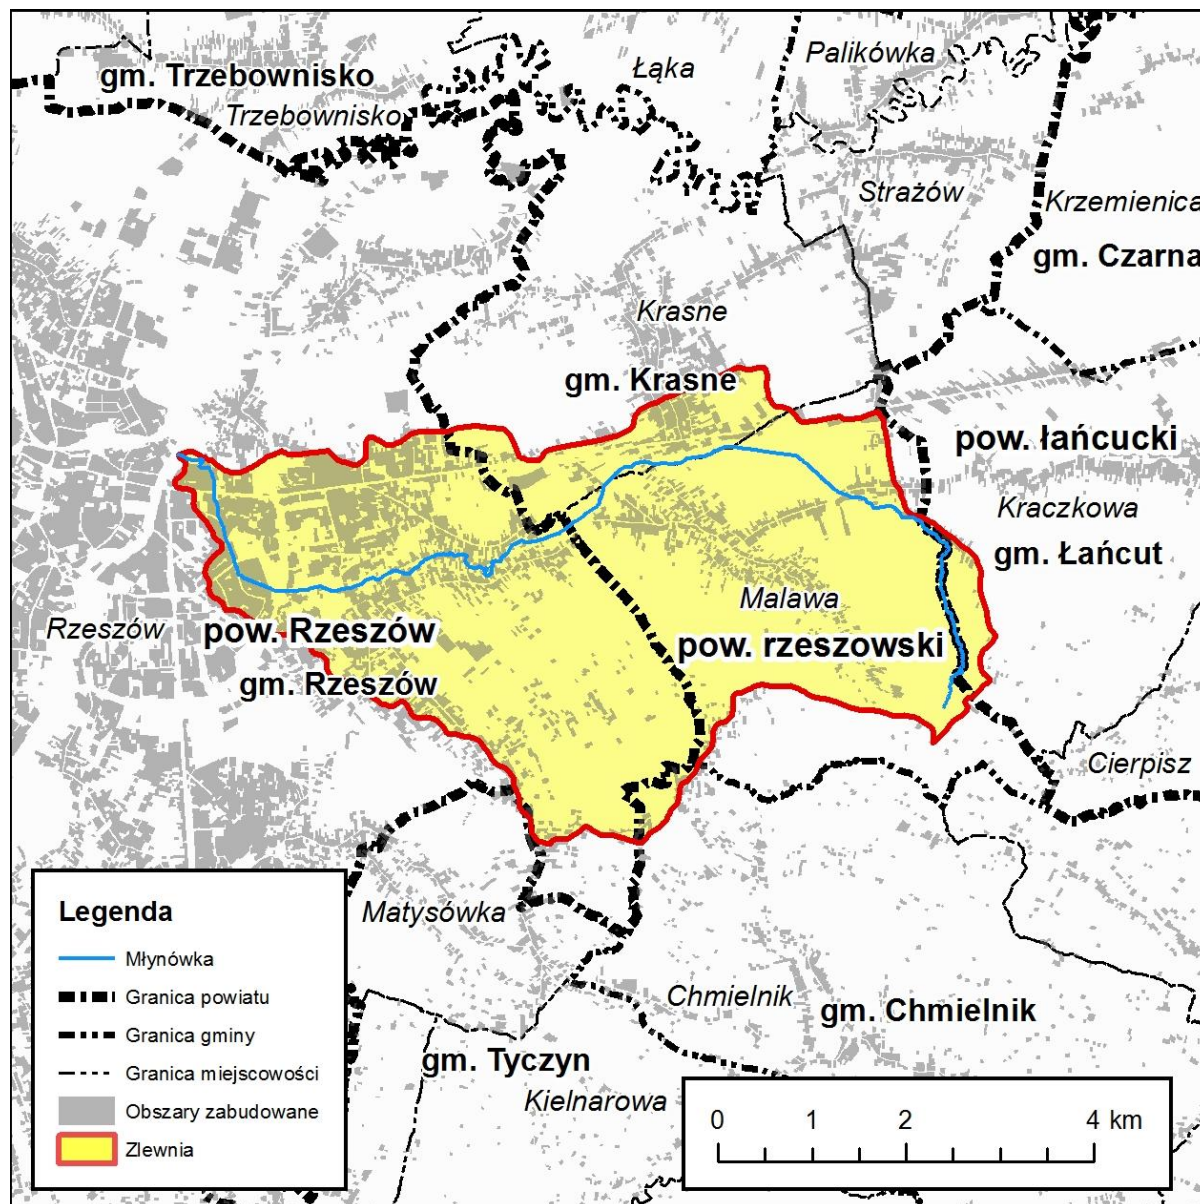 Palikówka
Łąka
gm. Trzebownisko
Trzebownisko
Strażów
Krzemienica
gm. Czarna
Krasne
gm. Krasne
pow. łańcucki
Kraczkowa
gm. Łańcut
Malawa
Rzeszów
pow. Rzeszów
pow. rzeszowski
gm. Rzeszów
Cierpisz
Matysówka
Chmielnik
gm. Chmielnik
gm. Tyczyn
Kielnarowa
Legenda
Młynówka
Granica powiatu
Granica gminy
Granica miejscowości
Obszary zabudowane
Zlewnia
0 1 2 4 km